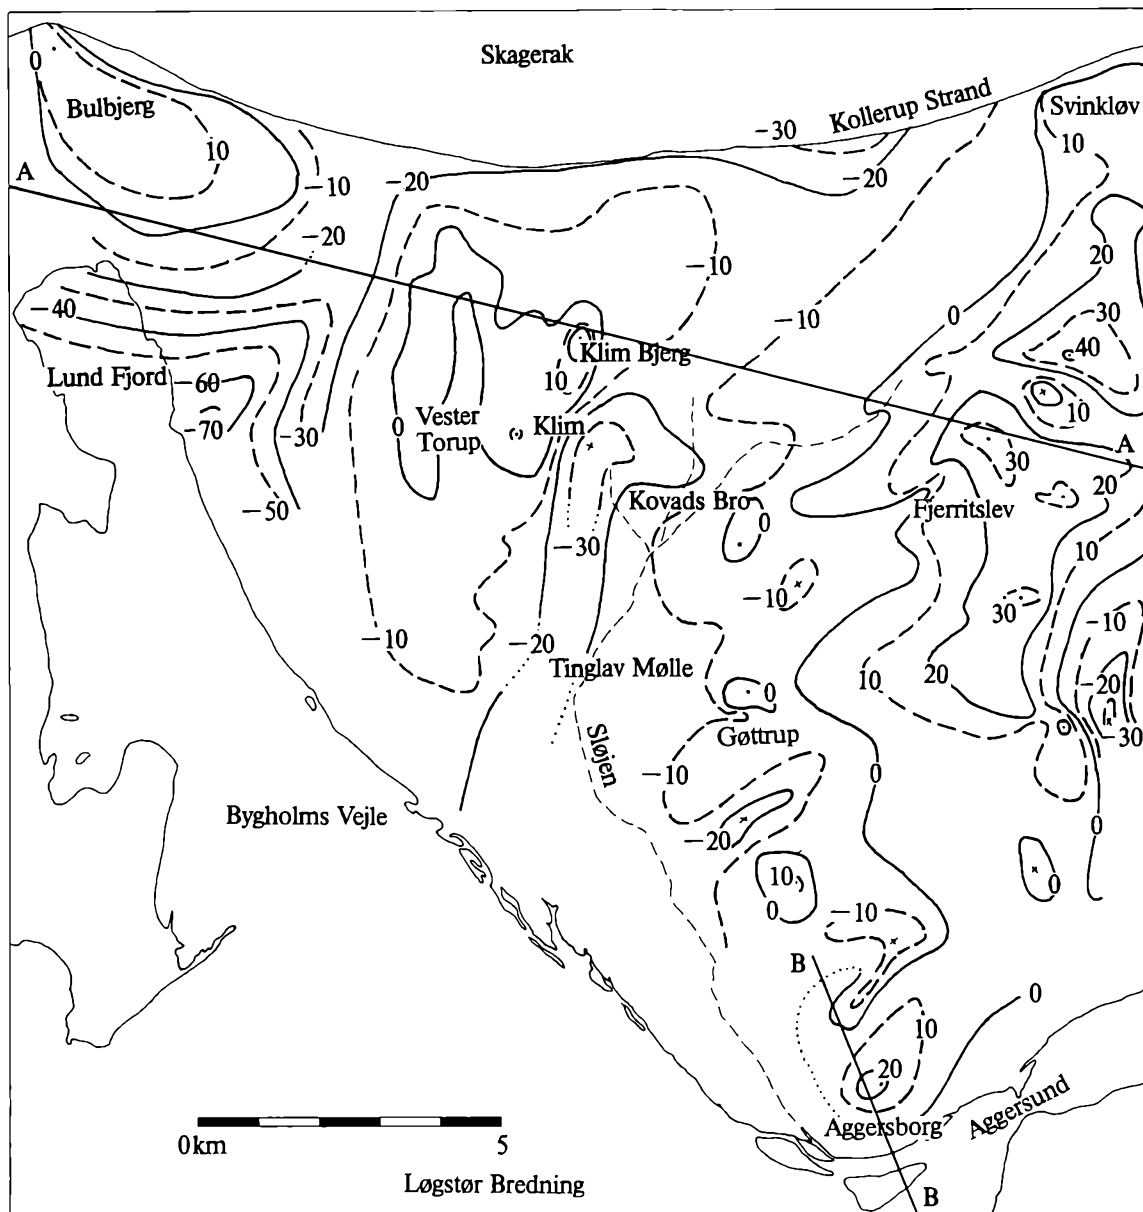 Skagerak
0
Bulbjerg
Kollerup Strand
Svinkløv
-30
10
10
A
-10
-20
-20
-20
20
-10
-40
-10
0
30
Klim Bjerg
40
Lund Fjord
-60
10
10
-70
-30
0
Vester
Torup
Klim
A
30
20
-50
Kovads Bro
0
Fjerritslev
-30
10
-10
30
-10
-10
-20
Tinglav Mølle
10
20
-20
0
Gøttrup
-30
Sløjen
-10
0
Bygholms Vejle
-20
0
10
0
0
-10
B
0
10
20
Aggersborg
Aggersund
0 km
5
Løgstør Bredning
B